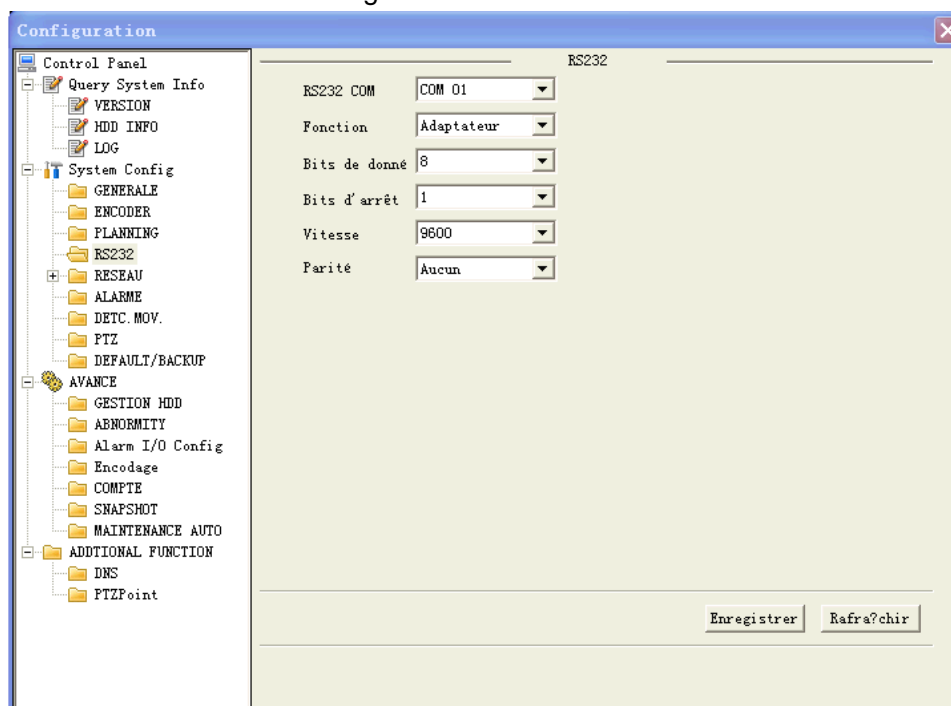 Configuration
Control Panel
Query System Info
VERSION
HDD INFO
LOG
System Config
GENERALE
ENCODER
PLANNING
RS232
RESEAU
ALARME
DETC. MOV.
PTZ
DEFAULT/BACKUP
AVANCE
GESTION HDD
ABNORMITY
Alarm I/O Config
Encodage
COMPTE
SNAPSHOT
MAINTENANCE AUTO
ADDTIONAL FUNCTION
DNS
PTZPoint
RS232
RS232 COM COM 01
Fonction Adaptateur
Bits de donné 8
Bits d'arrêt 1
Vitesse 9600
Parité Aucun
Enregistrer Rafra?chir